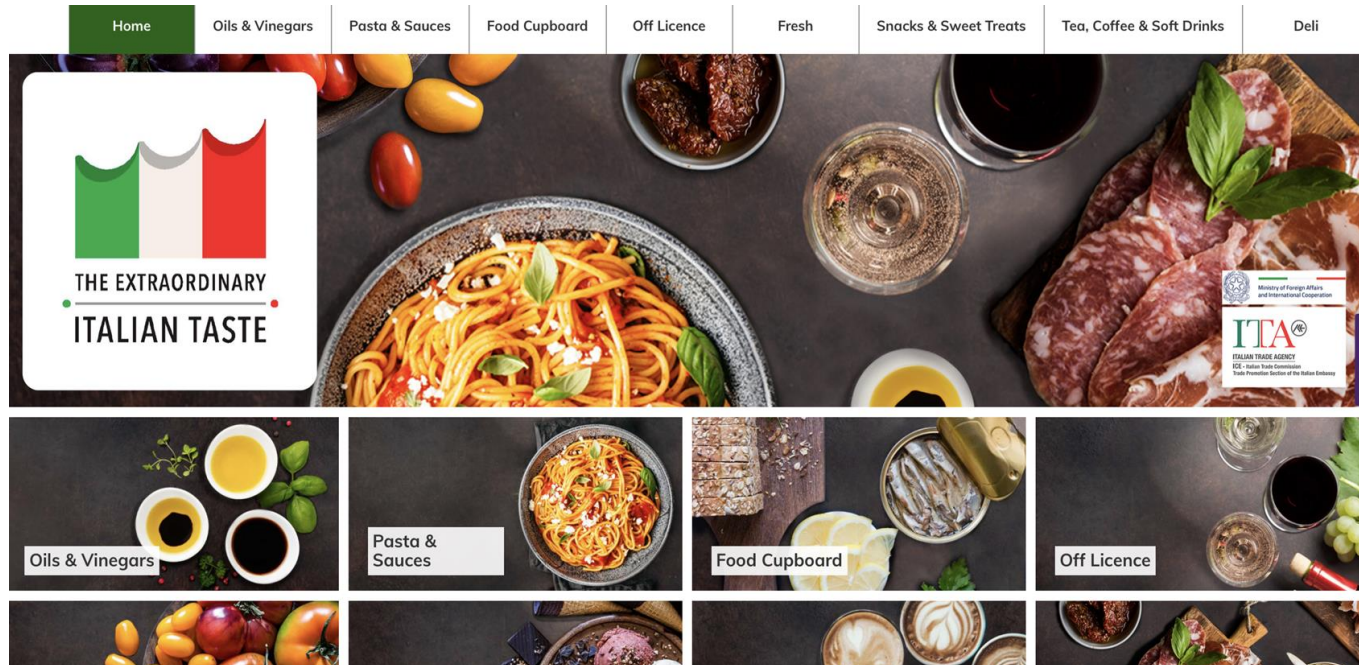 Home
Oils & Vinegars
Pasta & Sauces
Food Cupboard
Off Licence
Fresh
Snacks & Sweet Treats
Tea, Coffee & Soft Drinks
Deli
THE EXTRAORDINARY
ITALIAN TASTE
Ministry of Foreign Affairs
and International Cooperation
ITA
ITALIAN TRADE AGENCY
ICE - Italian Trade Commission
Trade Promotion Section of the Italian Embassy
Oils & Vinegars
Pasta &
Sauces
Food Cupboard
Off Licence